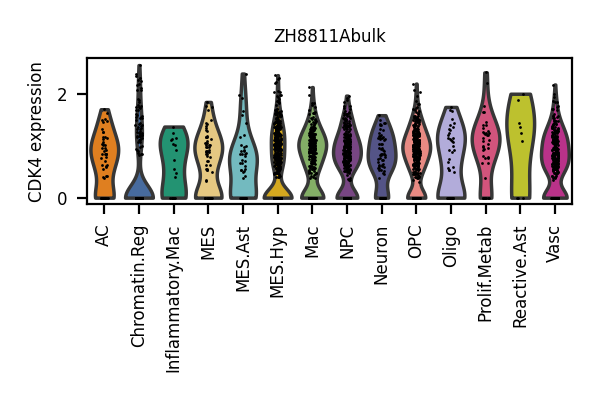 ZH8811Abulk
CDK4 expression
2
0
AC
Chromatin.Reg
Inflammatory.Mac
MES
MES.Ast
MES.Hyp
Mac
NPC
Neuron
OPC
Oligo
Prolif.Metab
Reactive.Ast
Vasc